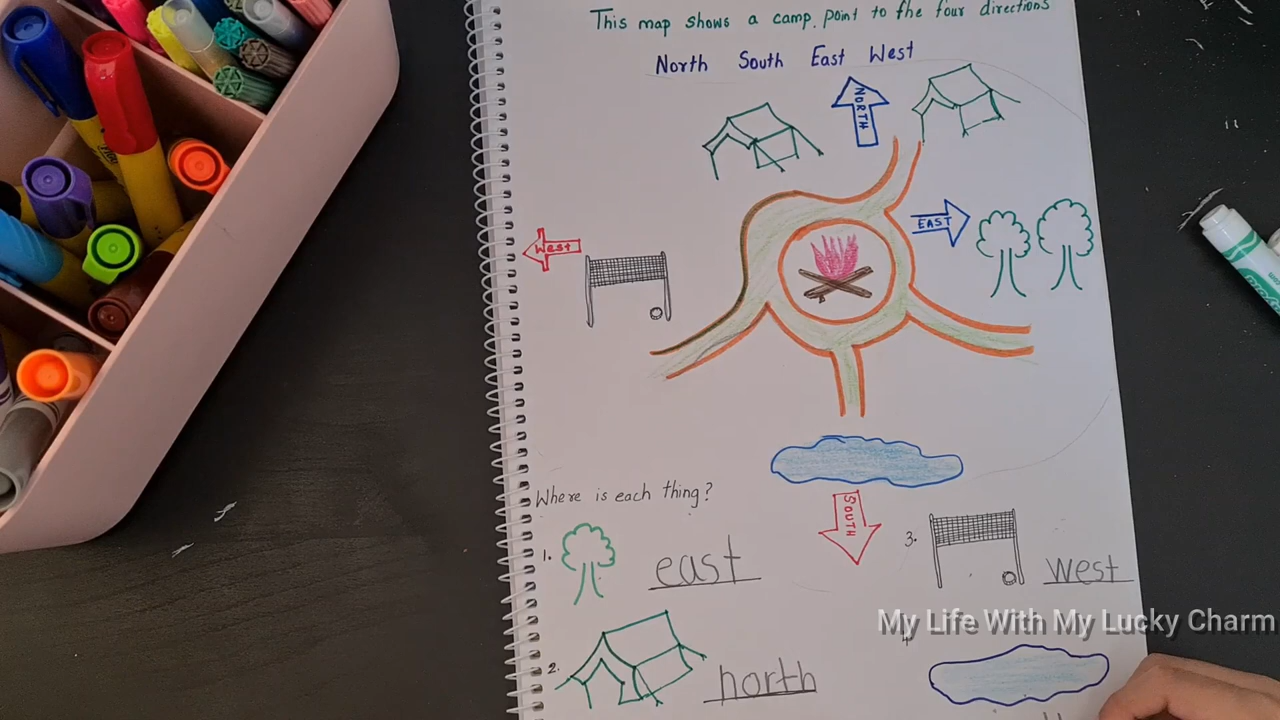 This map shows a camp. point to the four directions
North South East West
NORTH
EAST
West
SOUTH
Where is each thing?
1. east
2. north
3. west
My Life With My Lucky Charm